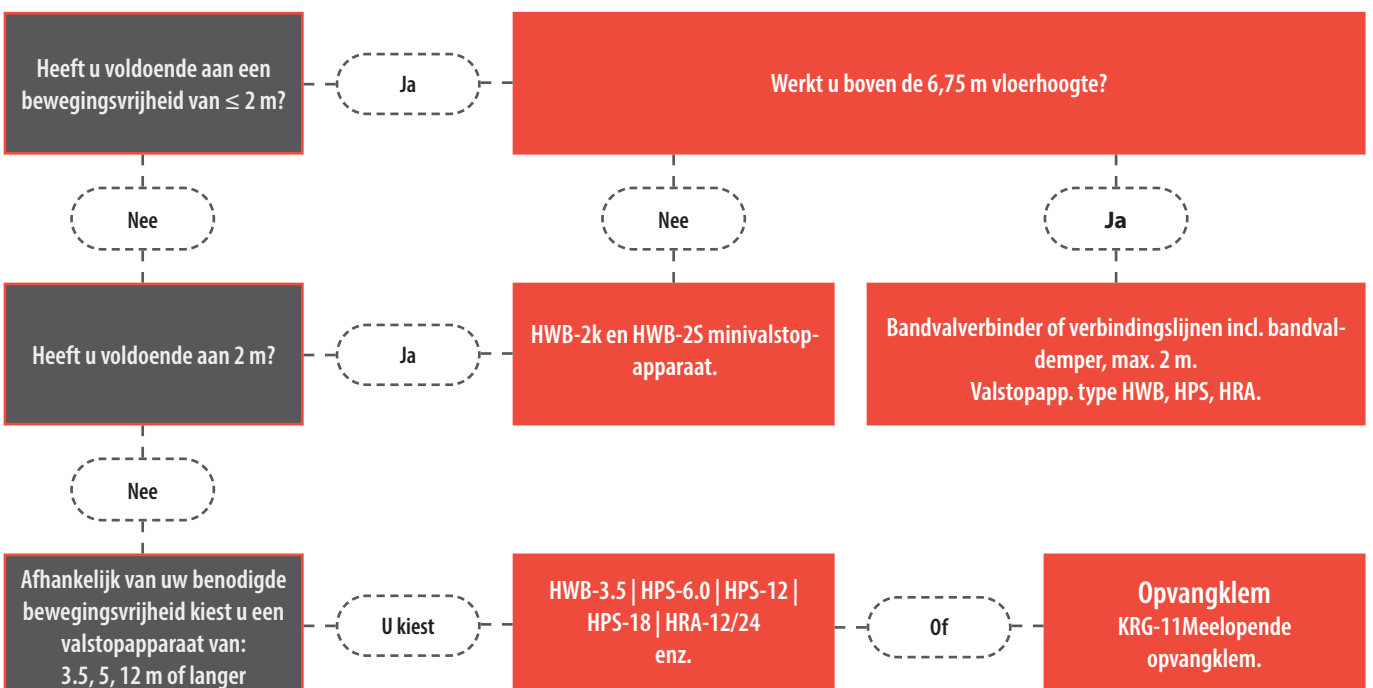 Heeft u voldoende aan een
bewegingsvrijheid van ≤ 2 m?
Ja
Werkt u boven de 6,75 m vloerhoogte?
Nee
Nee
Ja
Heeft u voldoende aan 2 m?
Ja
HWB-2k en HWB-2S minivalstop-
apparaat.
Bandvalverbinder of verbindingslijnen incl. bandval-
demper, max. 2 m.
Valstopapp. type HWB, HPS, HRA.
Nee
Afhankelijk van uw benodigde
bewegingsvrijheid kiest u een
valstopapparaat van:
3.5, 5, 12 m of langer
U kiest
HWB-3.5 | HPS-6.0 | HPS-12 |
HPS-18 | HRA-12/24
enz.
Of
Opvangklem
KRG-11Meelopende
opvangklem.